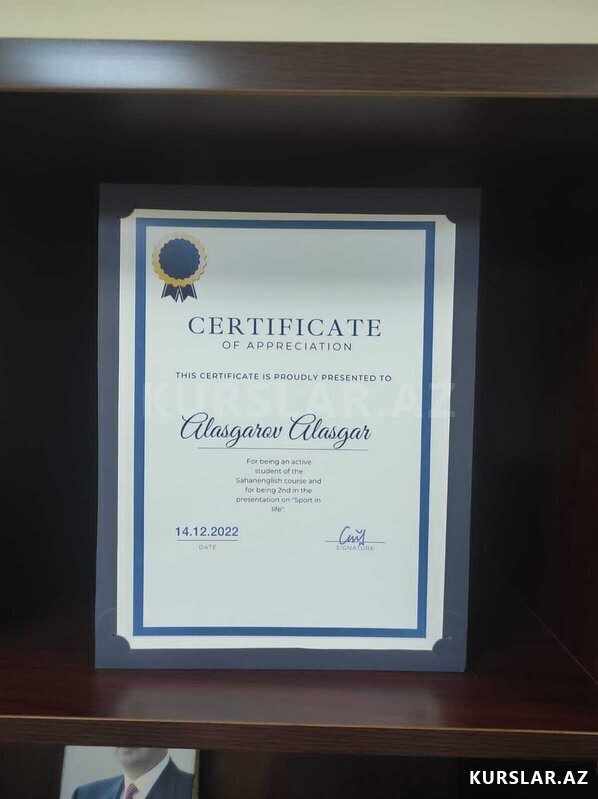 CERTIFICATE
OF APPRECIATION
THIS CERTIFICATE IS PROUDLY PRESENTED TO
KURSLAR.AZ
Alasgarov Alasgar
For being an active
student of the
Sahanenglish course and
for being 2nd in the
presentation on "Sport in
life".
14.12.2022
DATE
SIGNATURE
KURSLAR.AZ